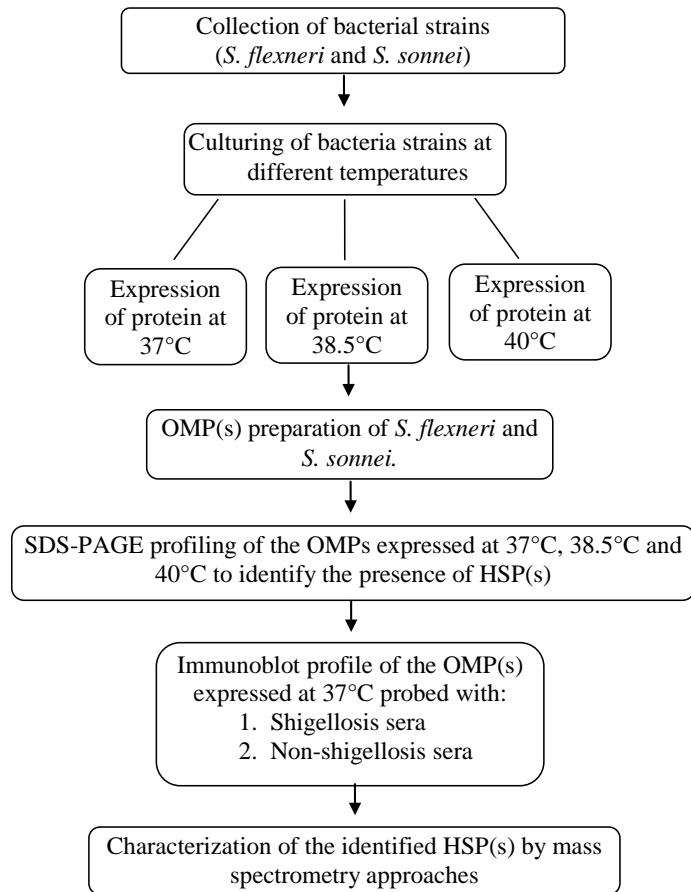 Collection of bacterial strains
(S. flexneri and S. sonnei)
Culturing of bacteria strains at
different temperatures
Expression
of protein at
37°C
Expression
of protein at
38.5°C
Expression
of protein at
40°C
OMP(s) preparation of S. flexneri and
S. sonnei.
SDS-PAGE profiling of the OMPs expressed at 37°C, 38.5°C and
40°C to identify the presence of HSP(s)
Immunoblot profile of the OMP(s)
expressed at 37°C probed with:
1. Shigellosis sera
2. Non-shigellosis sera
Characterization of the identified HSP(s) by mass
spectrometry approaches